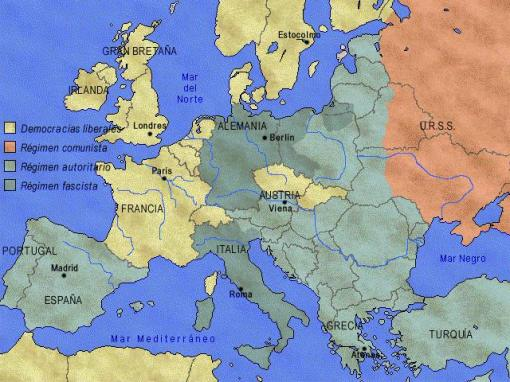 Estocolmo
GRAN BRETAÑA
Mar
del
Norte
IRLANDA
Londres
ALEMANIA
Berlín
U.R.S.S.
Democracias liberales
Régimen comunista
Régimen autoritario
Régimen fascista
París
AUSTRIA
Viena
FRANCIA
PORTUGAL
Madrid
ESPAÑA
ITALIA
Roma
Mar Negro
Mar Mediterráneo
GRECIA
Atenas
TURQUÍA